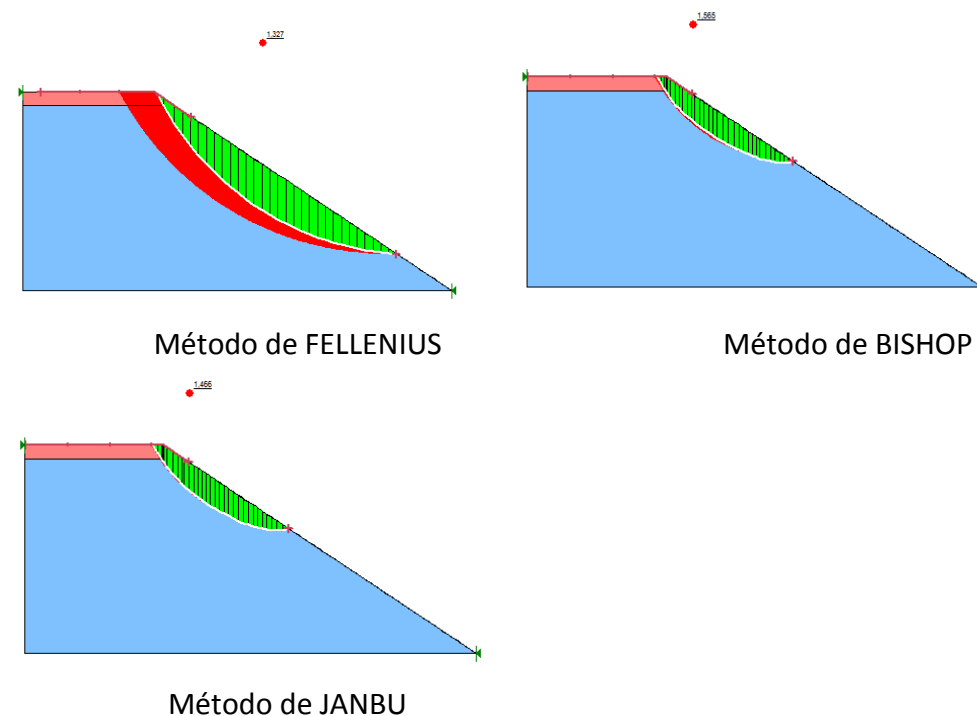 1,327
1,565
Método de FELLENIUS
Método de BISHOP
1,466
Método de JANBU